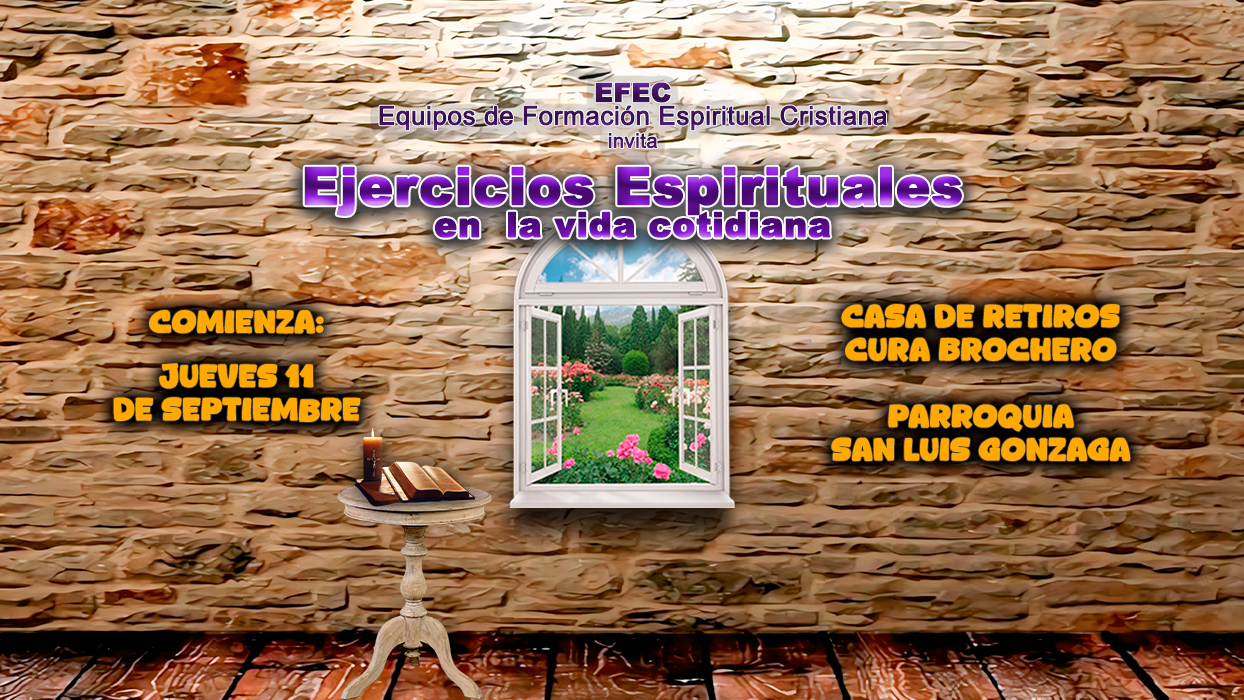 EFEC
Equipos de Formación Espiritual Cristiana
invita
Ejercicios Espirituales
en la vida cotidiana
COMIENZA:
JUEVES 11
DE SEPTIEMBRE
CASA DE RETIROS
CURA BROCHERO
PARROQUIA
SAN LUIS GONZAGA